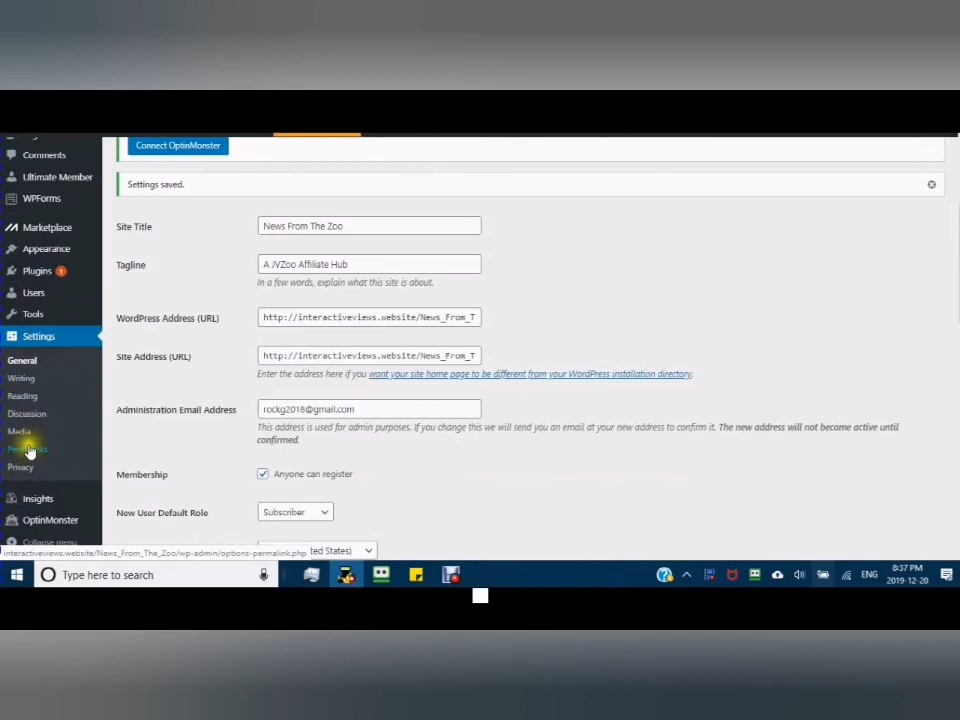 Connect OptinMonster
Comments
Ultimate Member
Settings saved.
WPForms
Marketplace
Site Title
News From The Zoo
Appearance
Plugins 1
Tagline
A JVZoo Affiliate Hub
In a few words, explain what this site is about.
Users
Tools
WordPress Address (URL)
http://interactiveviews.website/News_From_T
Settings
General
Site Address (URL)
http://interactiveviews.website/News_From_T
Enter the address here if you want your site home page to be different from your WordPress installation directory.
Writing
Reading
Discussion
Administration Email Address
rockg2018@gmail.com
This address is used for admin purposes. If you change this we will send you an email at your new address to confirm it. The new address will not become active until
confirmed.
Media
Privacy
Membership
Anyone can register
Insights
New User Default Role
Subscriber
OptinMonster
Collapse menu
ted States)
interactiveviews.website/News_From_The_Zoo/wp-admin/options-permalink.php
Type here to search
ENG
8:37 PM
2019-12-20